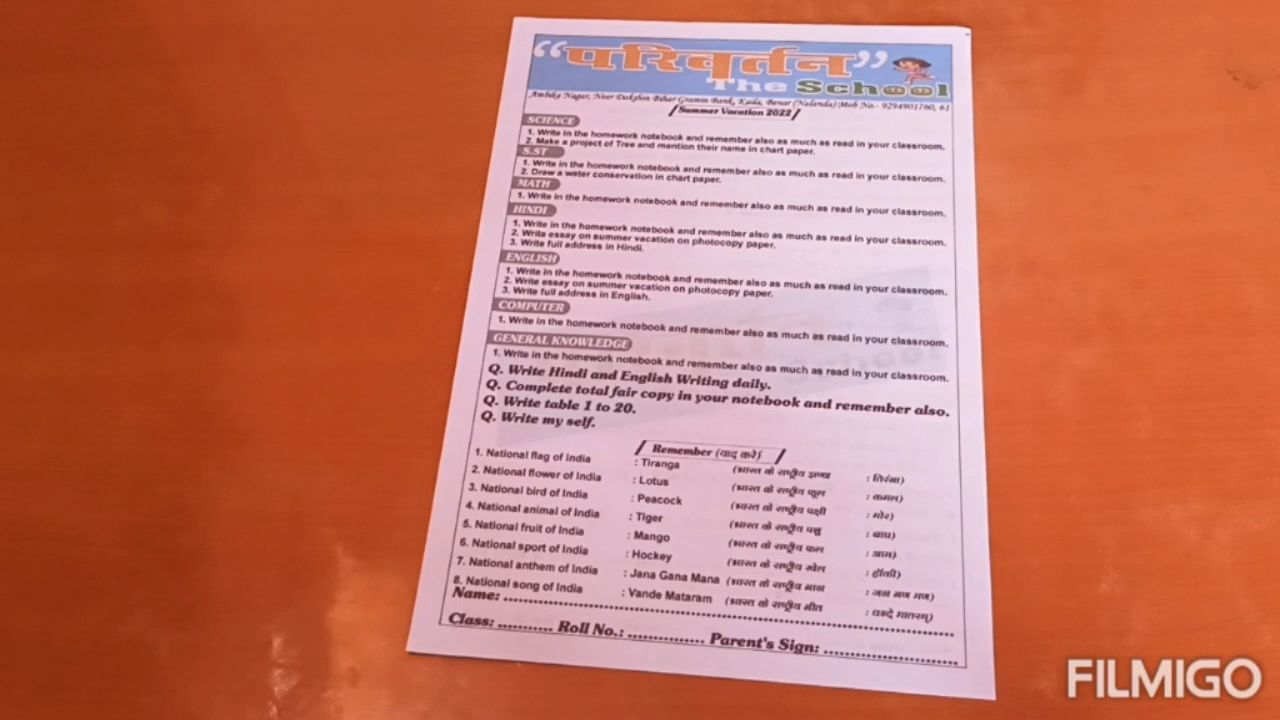 “परिवर्तन”
The School
Ambika Nagar, Near Dakshin Bihar Gramin Bank, Kaila, Benar (Nalanda) Mob No.- 9294901760, 61
Summer Vacation 2022
SCIENCE
1. Write in the homework notebook and remember also as much as read in your classroom.
2. Make a project of Tree and mention their name in chart paper.
S.ST
1. Write in the homework notebook and remember also as much as read in your classroom.
2. Draw a water conservation in chart paper.
MATH
1. Write in the homework notebook and remember also as much as read in your classroom.
HINDI
1. Write in the homework notebook and remember also as much as read in your classroom.
2. Write essay on summer vacation on photocopy paper.
3. Write full address in Hindi.
ENGLISH
1. Write in the homework notebook and remember also as much as read in your classroom.
2. Write essay on summer vacation on photocopy paper.
3. Write full address in English.
COMPUTER
1. Write in the homework notebook and remember also as much as read in your classroom.
GENERAL KNOWLEDGE
1. Write in the homework notebook and remember also as much as read in your classroom.
Q. Write Hindi and English Writing daily.
Q. Complete total fair copy in your notebook and remember also.
Q. Write table 1 to 20.
Q. Write my self.
Remember (याद करे)
1. National flag of India : Tiranga (भारत के राष्ट्रीय झण्डा : तिरंगा)
2. National flower of India : Lotus (भारत के राष्ट्रीय फूल : कमल)
3. National bird of India : Peacock (भारत के राष्ट्रीय पक्षी : मोर)
4. National animal of India : Tiger (भारत के राष्ट्रीय पशु : बाघ)
5. National fruit of India : Mango (भारत के राष्ट्रीय फल : आम)
6. National sport of India : Hockey (भारत के राष्ट्रीय खेल : हॉकी)
7. National anthem of India : Jana Gana Mana (भारत के राष्ट्रीय गान : जन गण मण)
8. National song of India : Vande Mataram (भारत के राष्ट्रीय गीत : वन्दे मातरम्)
Name: ..........................................................................
Class: ........... Roll No.: ............... Parent's Sign: ..........................
FILMIGO